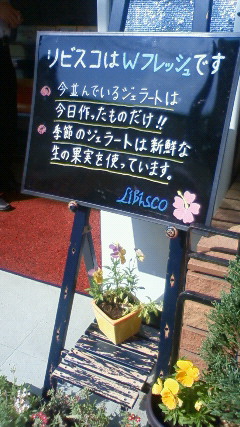 リビスコはWフレッシュです
今並んでいるジェラートは
今日作ったものだけ!!
季節のジェラートは新鮮な
生の果実を使っています。
LIBISCO